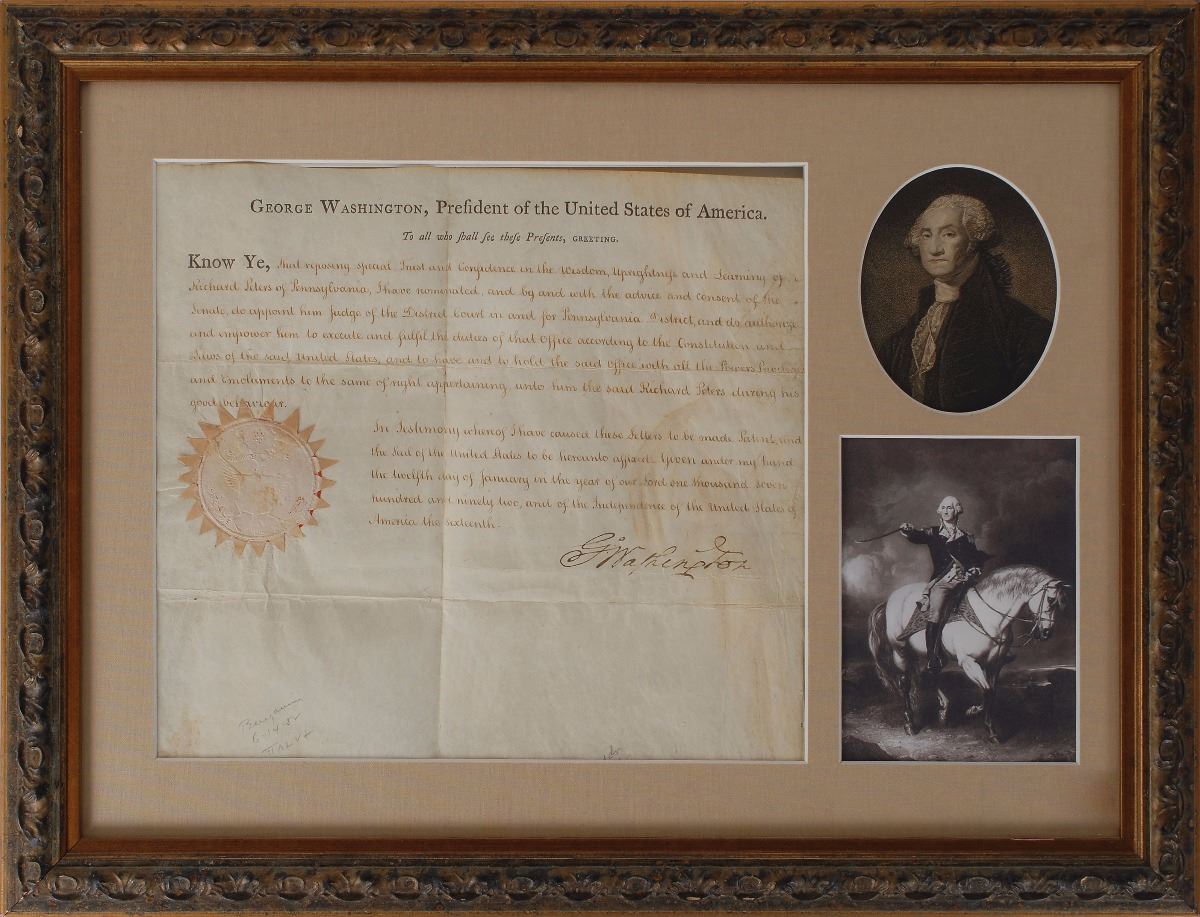 GEORGE WASHINGTON, Preſident of the United States of America.
To all who ſhall ſee theſe Preſents, GREETING.
Know Ye, That reposing special Trust and Confidence in the Wisdom, Uprightneſs and Learning of
Richard Peters of Pennsylvania, I have nominated, and by and with the advice and consent of the
Senate, do appoint him Judge of the District Court in and for Pennsylvania District, and do authorize
and empower him to execute and fulfil the duties of that Office according to the Constitution and
Laws of the said United States, and to have and to hold the said Office with all the Powers, Privileges
and Emoluments to the same of right appertaining, unto him the said Richard Peters during his
good behaviour.
In Testimony whereof I have caused these Letters to be made Patent, and
the Seal of the United States to be hereunto affixed. Given under my hand
the twelfth day of January in the year of our Lord one thousand seven
hundred and ninety two, and of the Independence of the United States of
America the sixteenth.
G:Washington
Benjamin